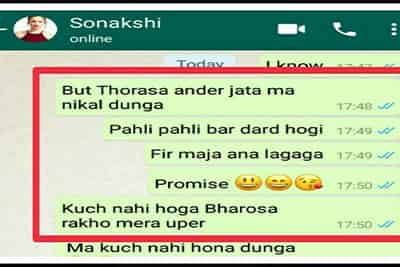 Sonakshi
online
Today
I know
17:47
But Thorasa ander jata ma
nikal dunga
17:48
Pahli pahli bar dard hogi
17:49
Fir maja ana lagaga
17:49
Promise 😃😄😘
17:50
Kuch nahi hoga Bharosa
rakho mera uper
17:50
Ma kuch nahi hona dunga